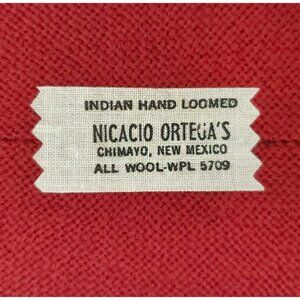 INDIAN HAND LOOMED
NICACIO ORTEGA'S
CHIMAYO, NEW MEXICO
ALL WOOL-WPL 5709